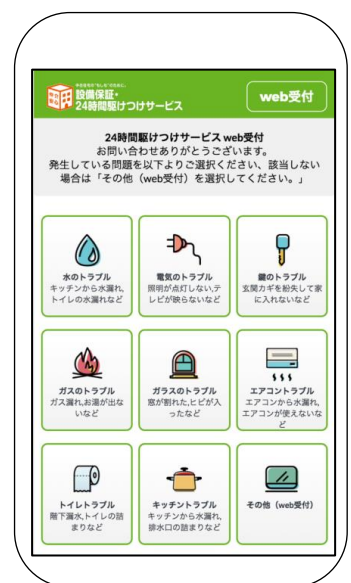 設備保証・
24時間駆けつけサービス
web受付
24時間駆けつけサービス web受付
お問い合わせありがとうござい
ます。
発生している問題を以下よりご選択ください、該当しない
場合は「その他（web受付）を選択してください。」
水のトラブル
キッチンから水漏れ,
トイレの水漏れなど
電気のトラブル
照明が点灯しない,テ
レビが映らないなど
鍵のトラブル
玄関カギを紛失して家
に入れないなど
ガスのトラブル
ガス漏れ,お湯が出な
いなど
ガラスのトラブル
窓が割れた,ヒビが入
ったなど
エアコントラブル
エアコンから水漏れ,
エアコンが使えないな
ど
トイレトラブル
階下漏水,トイレの詰
まりなど
キッチントラブル
キッチンから水漏れ,
排水口の詰まりなど
その他（web受付）